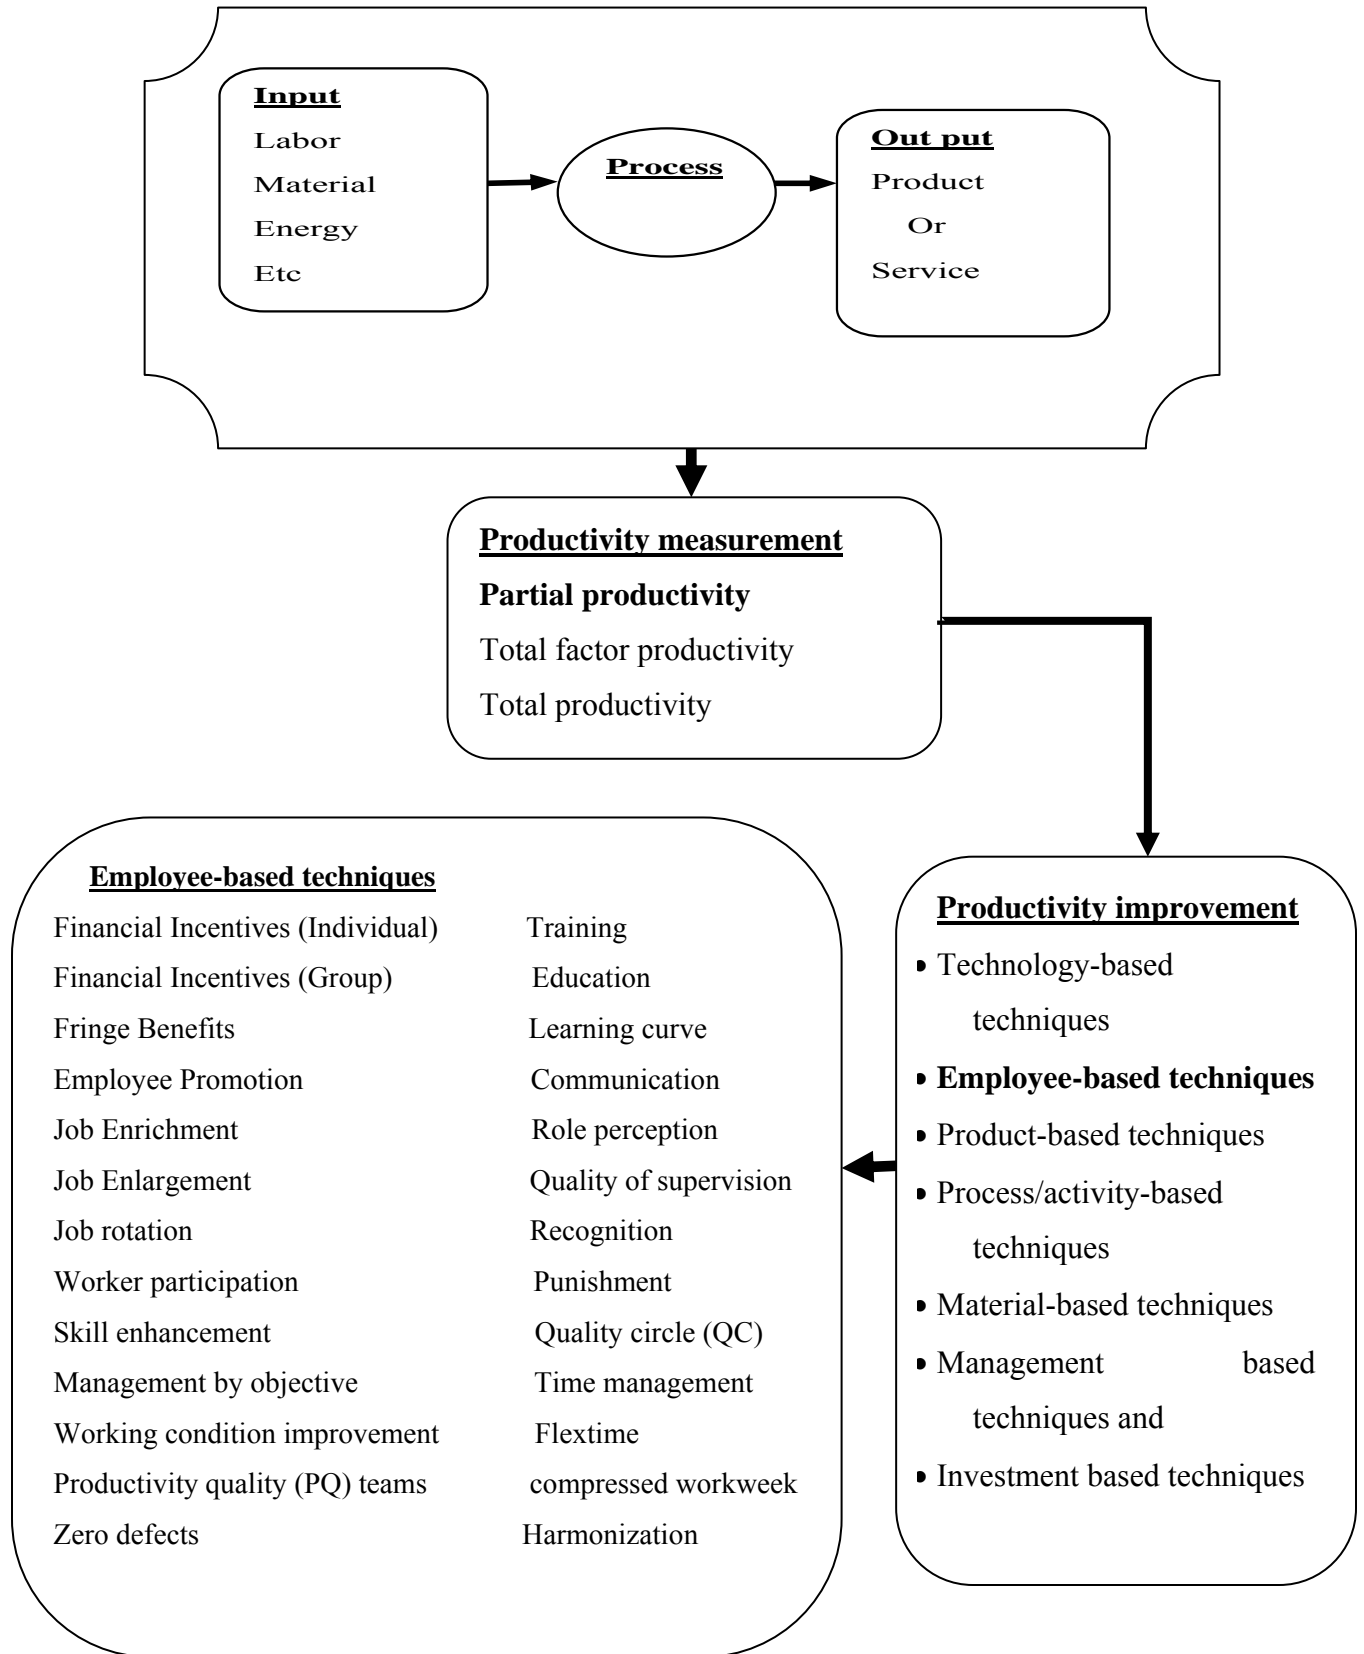 Input
Labor
Material
Energy
Etc
Process
Out put
Product
Or
Service
Productivity measurement
Partial productivity
Total factor productivity
Total productivity
Employee-based techniques
Financial Incentives (Individual)
Financial Incentives (Group)
Fringe Benefits
Employee Promotion
Job Enrichment
Job Enlargement
Job rotation
Worker participation
Skill enhancement
Management by objective
Working condition improvement
Productivity quality (PQ) teams
Zero defects
Training
Education
Learning curve
Communication
Role perception
Quality of supervision
Recognition
Punishment
Quality circle (QC)
Time management
Flextime
compressed workweek
Harmonization
Productivity improvement
• Technology-based
techniques
• Employee-based techniques
• Product-based techniques
• Process/activity-based
techniques
• Material-based techniques
• Management based
techniques and
• Investment based techniques